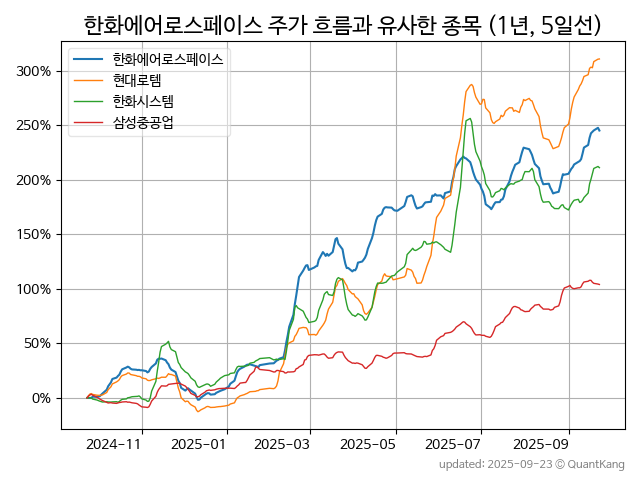 한화에어로스페이스 주가 흐름과 유사한 종목 (1년, 5일선)
한화에어로스페이스
현대로템
한화시스템
삼성중공업
300%
250%
200%
150%
100%
50%
0%
2024-11 2025-01 2025-03 2025-05 2025-07 2025-09
updated: 2025-09-23 © QuantKang